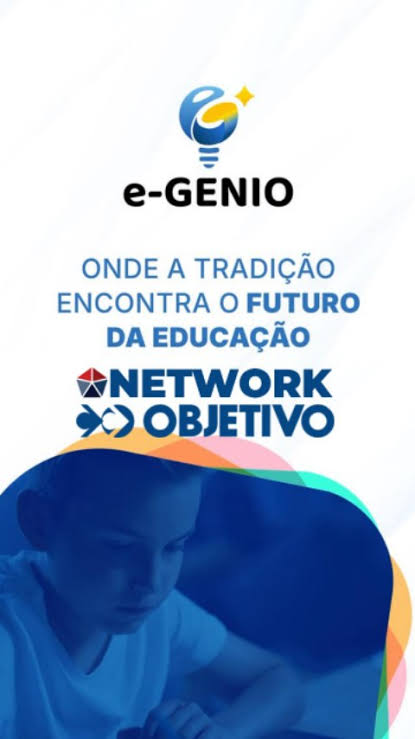 e-GENIO
ONDE A TRADIÇÃO
ENCONTRA O FUTURO
DA EDUCAÇÃO
NETWORK
OBJETIVO